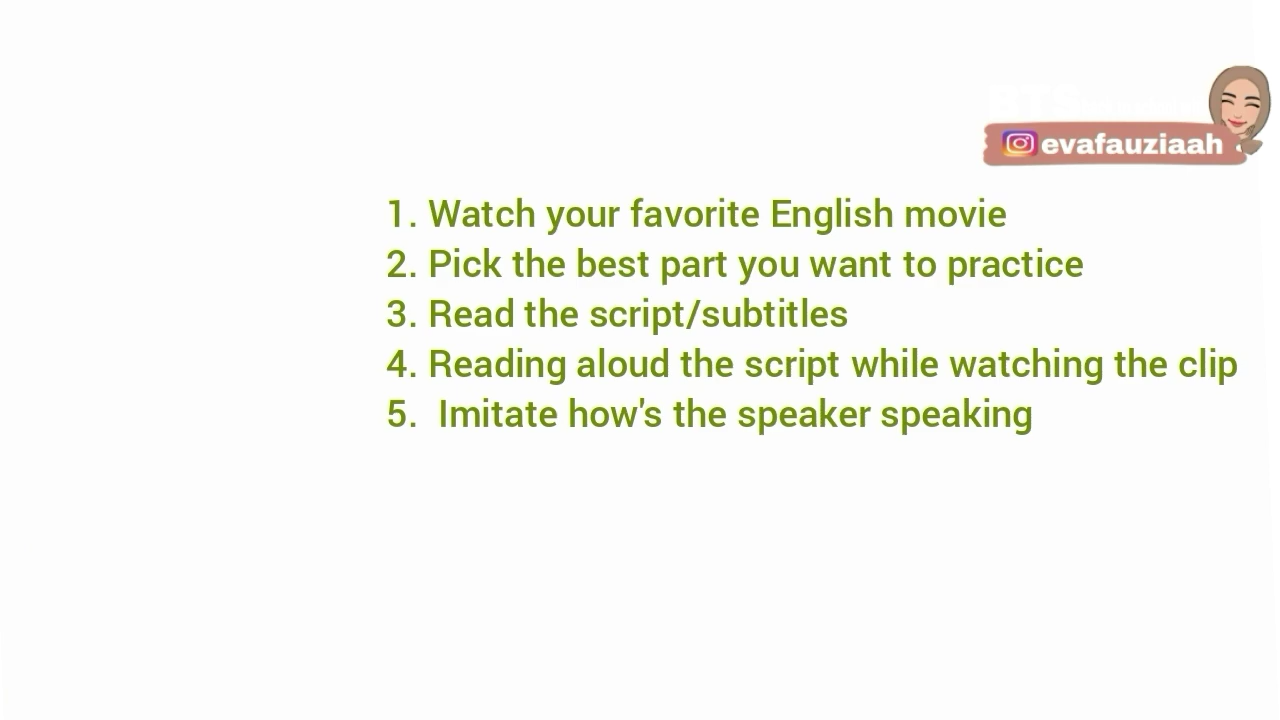 BTS
evafauziaah
1. Watch your favorite English movie
2. Pick the best part you want to practice
3. Read the script/subtitles
4. Reading aloud the script while watching the clip
5. Imitate how's the speaker speaking